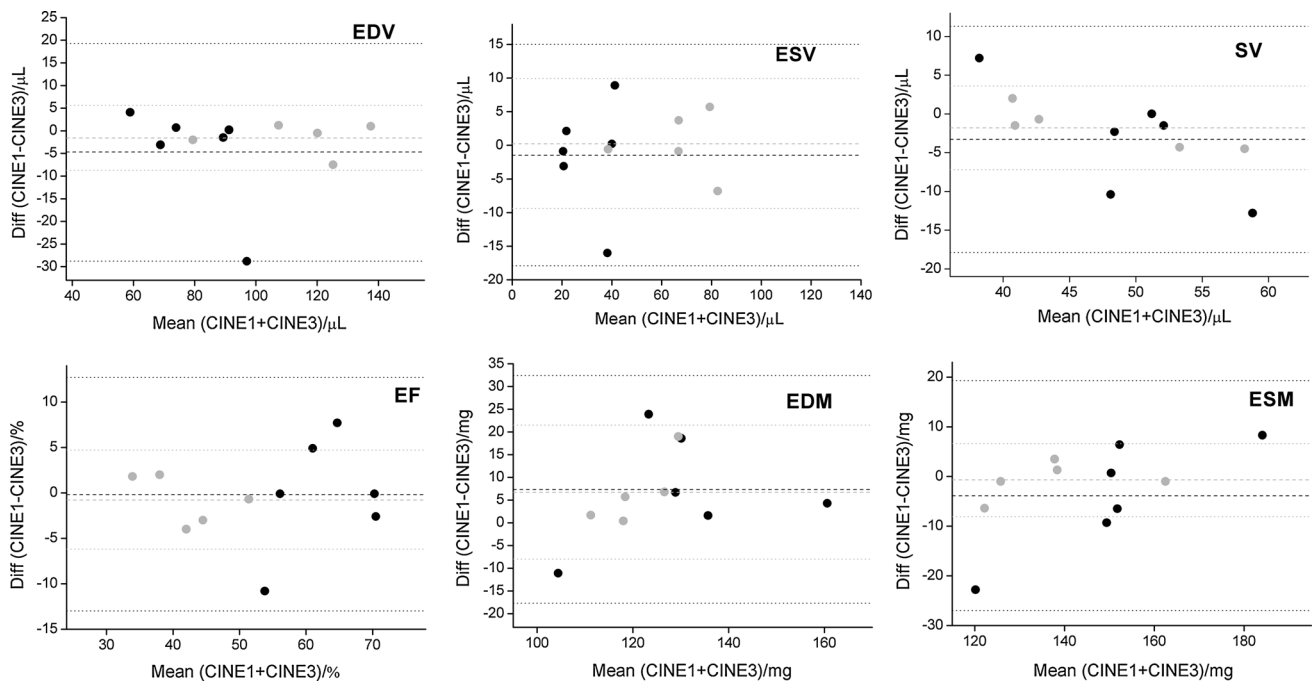 EDV
Diff (CINE1-CINE3)/μL
25
20
15
10
5
0
-5
-10
-15
-20
-25
-30
40 60 80 100 120 140
Mean (CINE1+CINE3)/μL
ESV
Diff (CINE1-CINE3)/μL
15
10
5
0
-5
-10
-15
-20
0 20 40 60 80 100 120 140
Mean (CINE1+CINE3)/μL
SV
Diff (CINE1-CINE3)/μL
10
5
0
-5
-10
-15
-20
40 45 50 55 60
Mean (CINE1+CINE3)/μL
EF
Diff (CINE1-CINE3)/%
10
5
0
-5
-10
-15
30 40 50 60 70
Mean (CINE1+CINE3)/%
EDM
Diff (CINE1-CINE3)/mg
35
30
25
20
15
10
5
0
-5
-10
-15
-20
100 120 140 160
Mean (CINE1+CINE3)/mg
ESM
Diff (CINE1-CINE3)/mg
20
10
0
-10
-20
-30
120 140 160 180
Mean (CINE1+CINE3)/mg